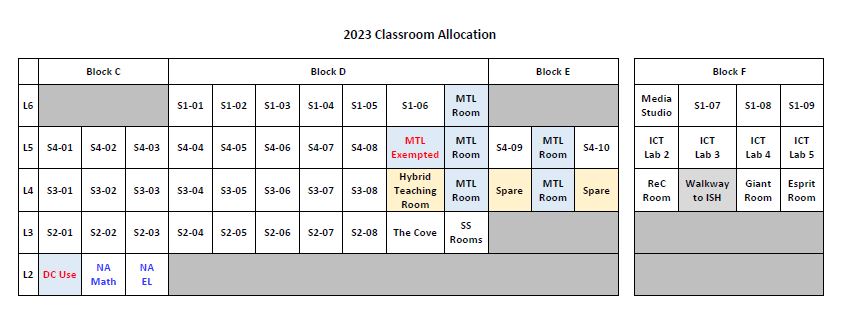 2023 Classroom Allocation
Block C Block D Block E Block F
L6 S1-01 S1-02 S1-03 S1-04 S1-05 S1-06 MTL Room Media Studio S1-07 S1-08 S1-09
L5 S4-01 S4-02 S4-03 S4-04 S4-05 S4-06 S4-07 S4-08 MTL Exempted MTL Room S4-09 MTL Room S4-10 ICT Lab 2 ICT Lab 3 ICT Lab 4 ICT Lab 5
L4 S3-01 S3-02 S3-03 S3-04 S3-05 S3-06 S3-07 S3-08 Hybrid Teaching Room MTL Room Spare MTL Room Spare ReC Room Walkway to ISH Giant Room Esprit Room
L3 S2-01 S2-02 S2-03 S2-04 S2-05 S2-06 S2-07 S2-08 The Cove SS Rooms
L2 DC Use NA Math NA EL